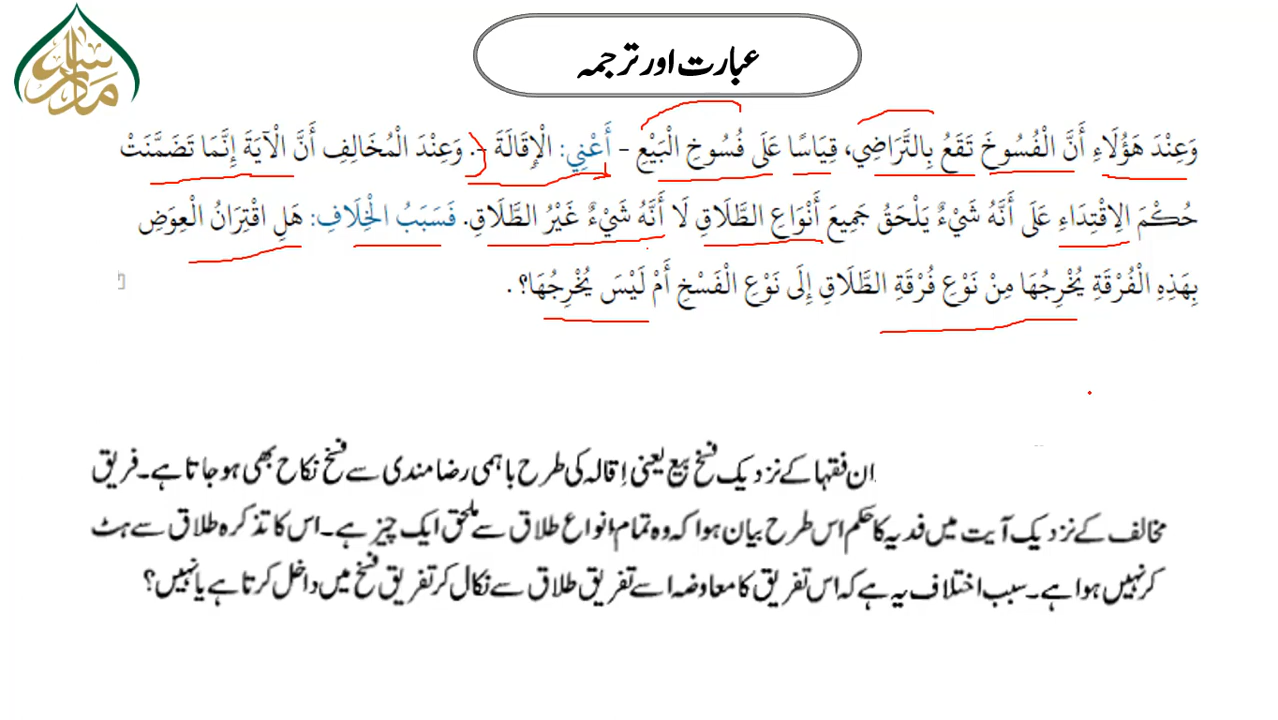 مدارس
عبارت اور ترجمہ
وَعِنْدَ هَؤُلَاءِ أَنَّ الْفُسُوخَ تَقَعُ بِالتَّرَاضِي، قِيَاسًا عَلَى فُسُوخِ الْبَيْعِ - أَعْنِي: الْإِقَالَةَ -. وَعِنْدَ الْمُخَالِفِ أَنَّ الْآيَةَ إِنَّمَا تَضَمَّنَتْ
حُكْمَ الِاقْتِدَاءِ عَلَى أَنَّهُ شَيْءٌ يَلْحَقُ جَمِيعَ أَنْوَاعِ الطَّلَاقِ لَا أَنَّهُ شَيْءٌ غَيْرُ الطَّلَاقِ. فَسَبَبُ الْخِلَافِ: هَلِ اقْتِرَانُ الْعِوَضِ
بِهَذِهِ الْفُرْقَةِ يُخْرِجُهَا مِنْ نَوْعِ فُرْقَةِ الطَّلَاقِ إِلَى نَوْعِ الْفَسْخِ أَمْ لَيْسَ يُخْرِجُهَا؟ .
ان فقہا کے نزدیک فسخ بیع یعنی اِقالہ کی طرح باہمی رضا مندی سے فسخ نکاح بھی ہو جاتا ہے۔ فریق
مخالف کے نزدیک آیت میں فدیہ کا حکم اس طرح بیان ہوا کہ وہ تمام انواع طلاق سے ملحق ایک چیز ہے۔ اس کا تذکرہ طلاق سے ہٹ
کر نہیں ہوا ہے۔ سبب اختلاف یہ ہے کہ اس تفریق کا معاوضہ اسے تفریق طلاق سے نکال کر تفریق فسخ میں داخل کرتا ہے یا نہیں؟